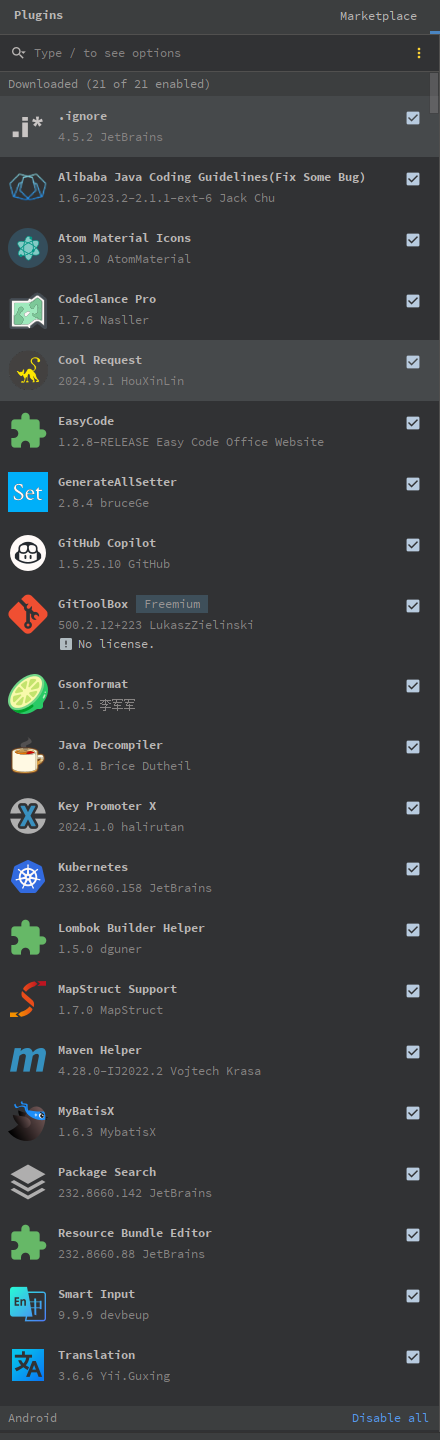 Plugins
Marketplace
Type / to see options
Downloaded (21 of 21 enabled)
.i*
.ignore
4.5.2 JetBrains
Alibaba Java Coding Guidelines(Fix Some Bug)
1.6-2023.2-2.1.1-ext-6 Jack Chu
Atom Material Icons
93.1.0 AtomMaterial
CodeGlance Pro
1.7.6 Nasller
Cool Request
2024.9.1 HouXinLin
EasyCode
1.2.8-RELEASE Easy Code Office Website
Set
GenerateAllSetter
2.8.4 bruceGe
GitHub Copilot
1.5.25.10 GitHub
GitToolBox Freemium
500.2.12+223 LukaszZielinski
No license.
Gsonformat
1.0.5 李军军
Java Decompiler
0.8.1 Brice Dutheil
X
Key Promoter X
2024.1.0 halirutan
Kubernetes
232.8660.158 JetBrains
Lombok Builder Helper
1.5.0 dguner
MapStruct Support
1.7.0 MapStruct
m
Maven Helper
4.28.0-IJ2022.2 Vojtech Krasa
MyBatisX
1.6.3 MybatisX
Package Search
232.8660.142 JetBrains
Resource Bundle Editor
232.8660.88 JetBrains
En 中
Smart Input
9.9.9 devbeup
文A
Translation
3.6.6 Yii.Guxing
Android
Disable all